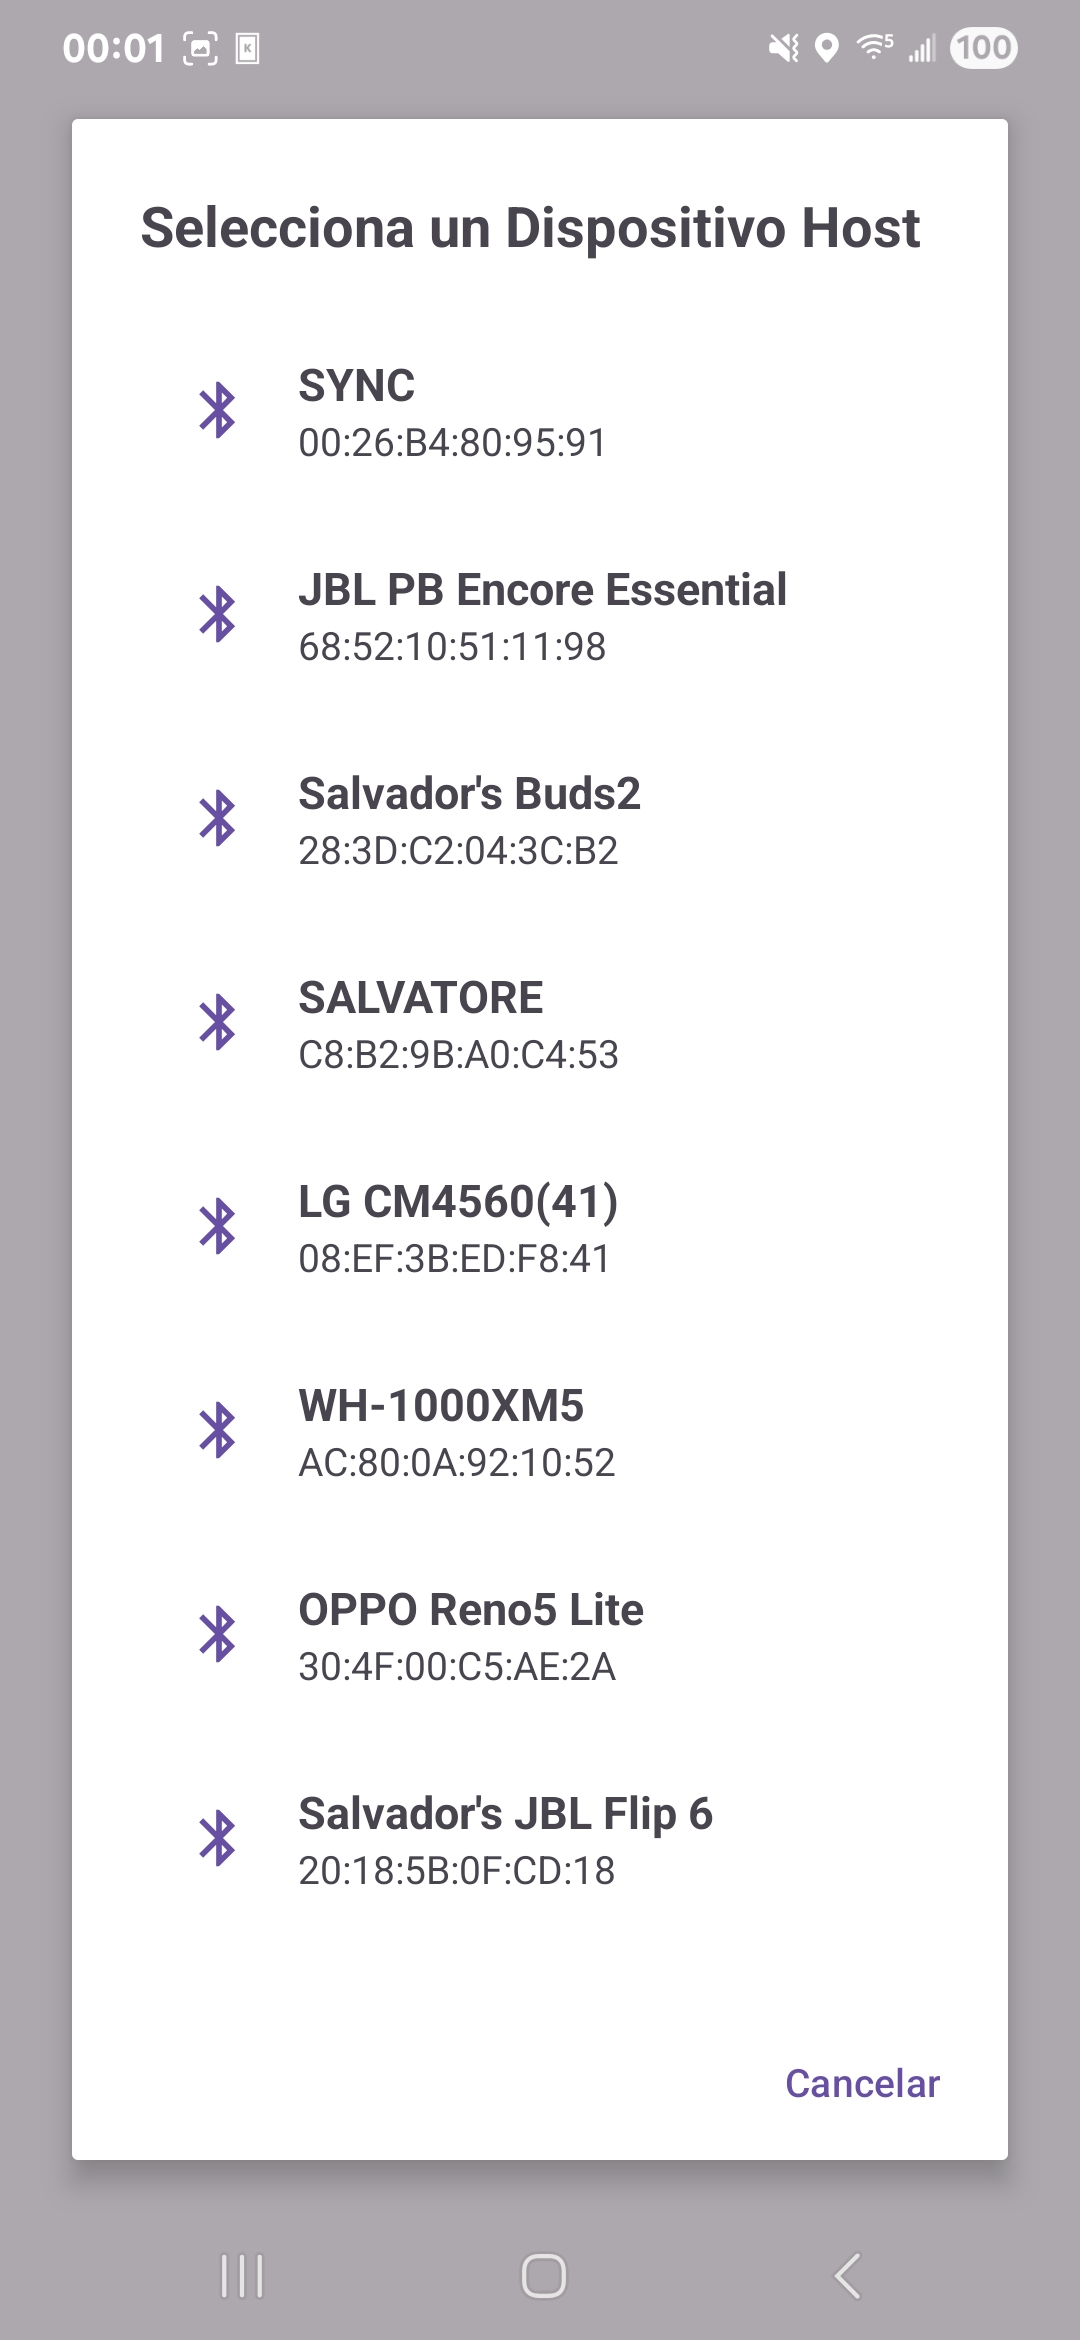 00:01
K
5
100
Selecciona un Dispositivo Host
SYNC
00:26:B4:80:95:91
JBL PB Encore Essential
68:52:10:51:11:98
Salvador's Buds2
28:3D:C2:04:3C:B2
SALVATORE
C8:B2:9B:A0:C4:53
LG CM4560(41)
08:EF:3B:ED:F8:41
WH-1000XM5
AC:80:0A:92:10:52
OPPO Reno5 Lite
30:4F:00:C5:AE:2A
Salvador's JBL Flip 6
20:18:5B:0F:CD:18
Cancelar